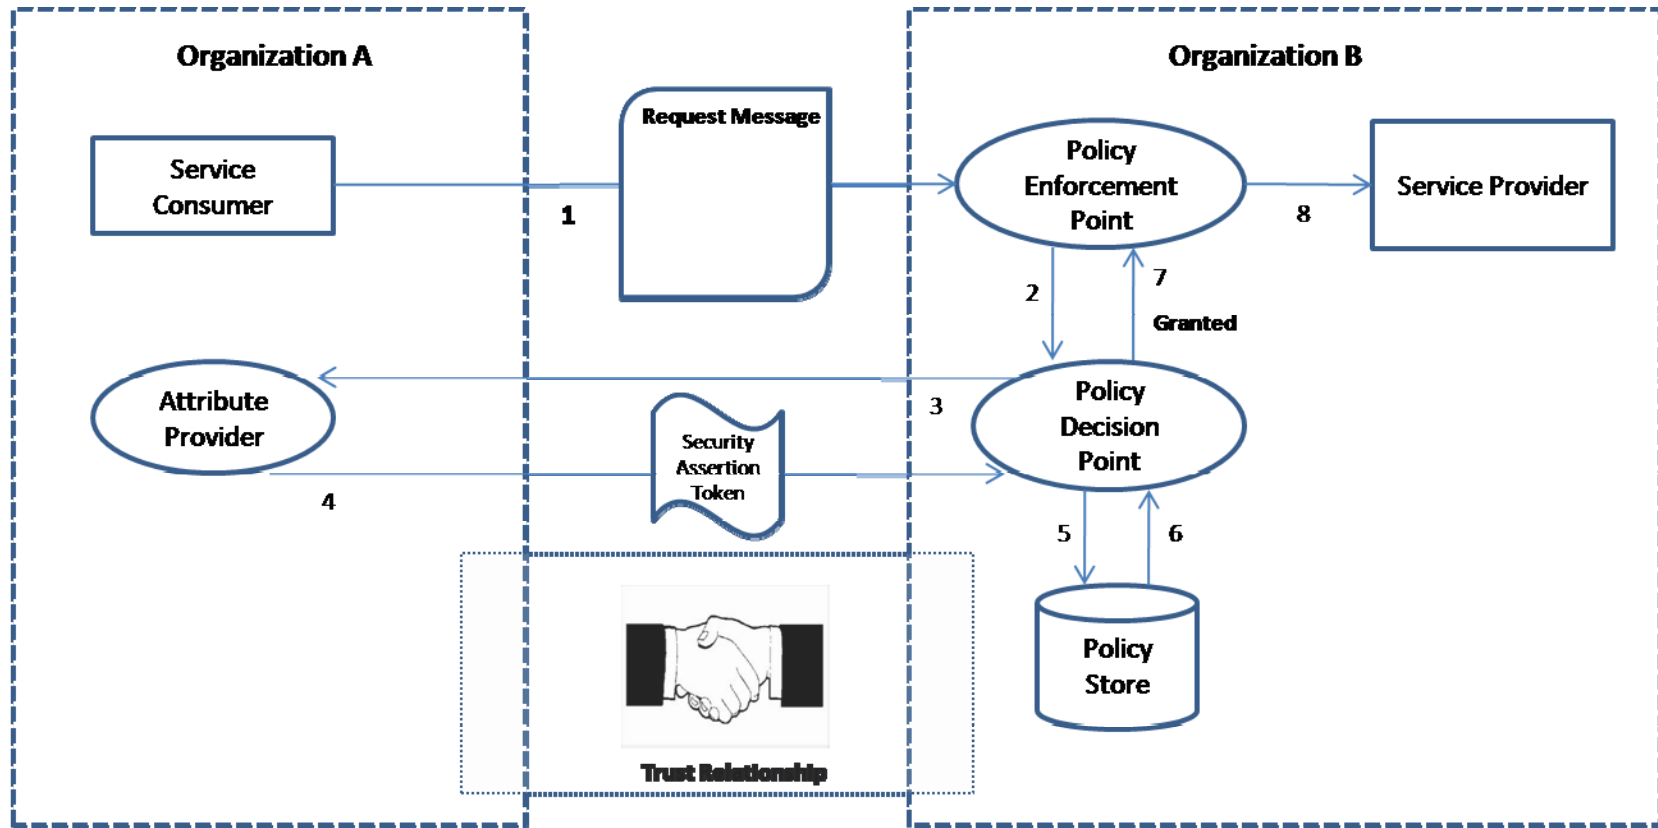 Organization A
Organization B
Request Message
Service
Consumer
1
Policy
Enforcement
Point
8
Service Provider
2
7
Granted
Attribute
Provider
3
Policy
Decision
Point
4
Security
Assertion
Token
5
6
Policy
Store
Trust Relationship